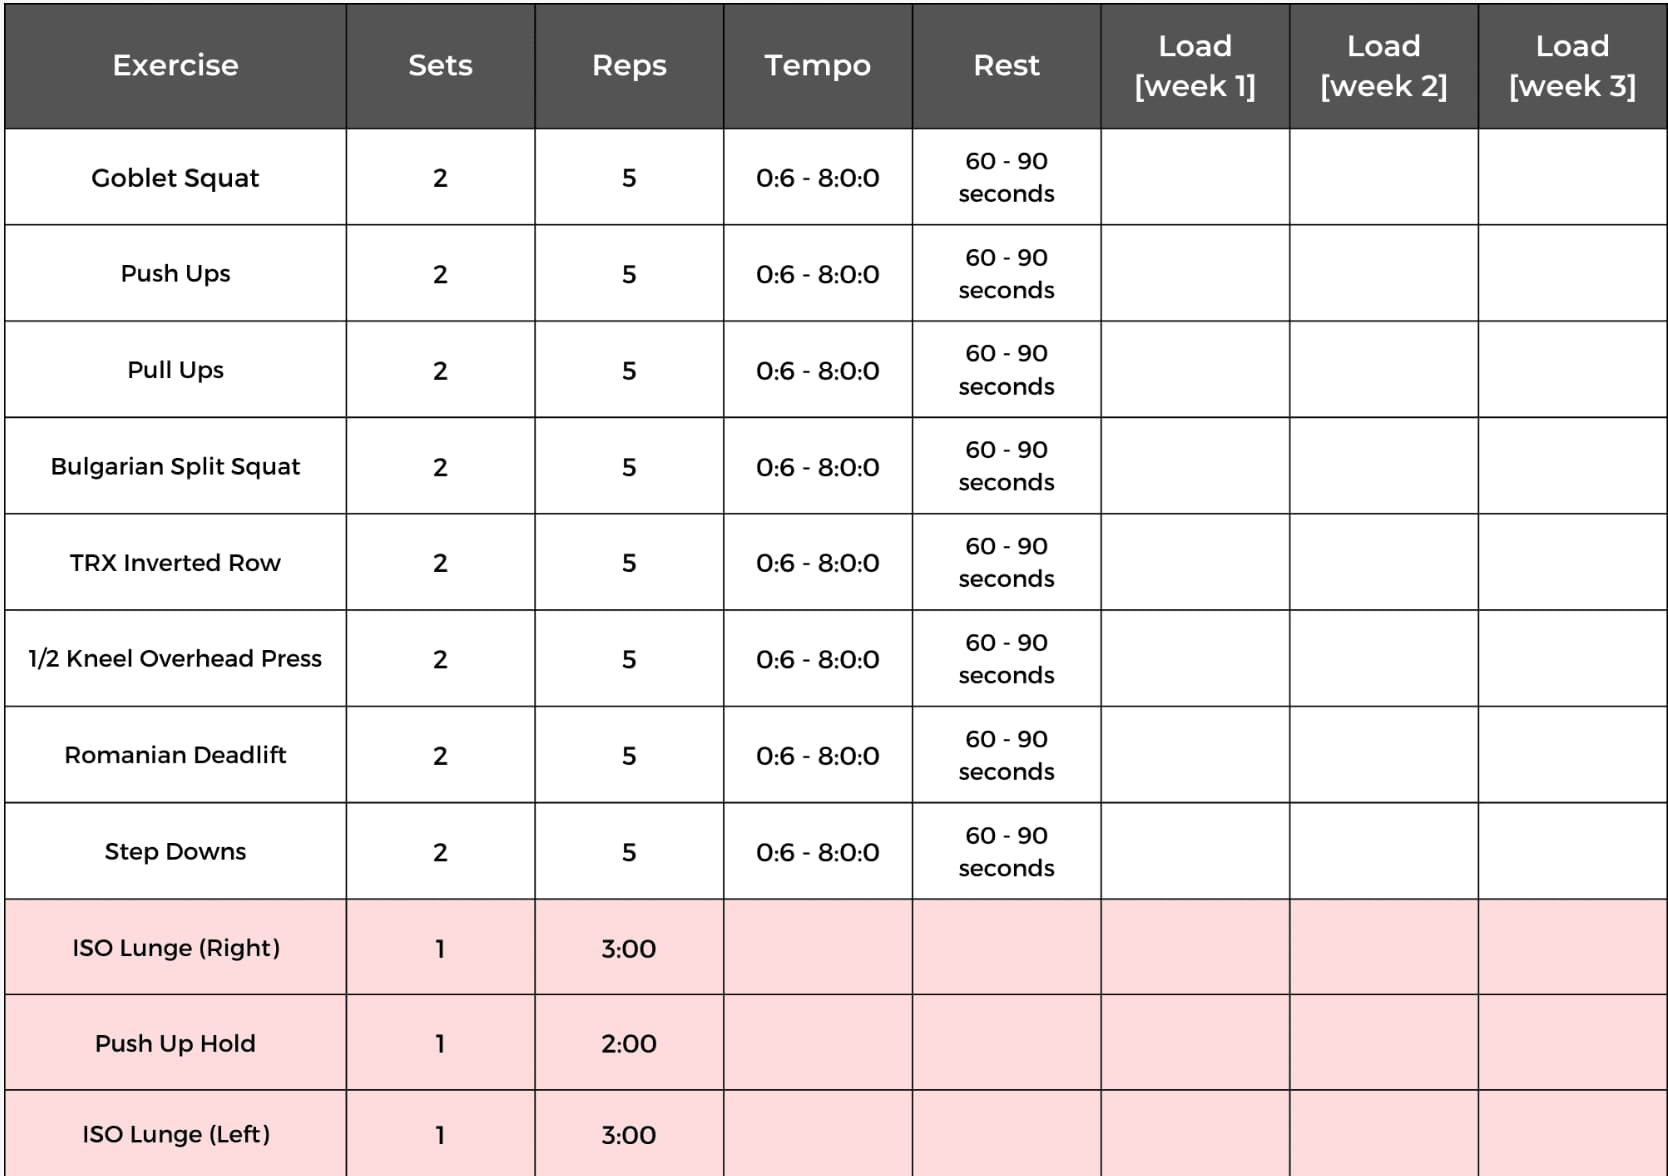 Exercise Sets Reps Tempo Rest Load [week 1] Load [week 2] Load [week 3]
Goblet Squat 2 5 0:6 - 8:0:0 60 - 90 seconds
Push Ups 2 5 0:6 - 8:0:0 60 - 90 seconds
Pull Ups 2 5 0:6 - 8:0:0 60 - 90 seconds
Bulgarian Split Squat 2 5 0:6 - 8:0:0 60 - 90 seconds
TRX Inverted Row 2 5 0:6 - 8:0:0 60 - 90 seconds
1/2 Kneel Overhead Press 2 5 0:6 - 8:0:0 60 - 90 seconds
Romanian Deadlift 2 5 0:6 - 8:0:0 60 - 90 seconds
Step Downs 2 5 0:6 - 8:0:0 60 - 90 seconds
ISO Lunge (Right) 1 3:00
Push Up Hold 1 2:00
ISO Lunge (Left) 1 3:00